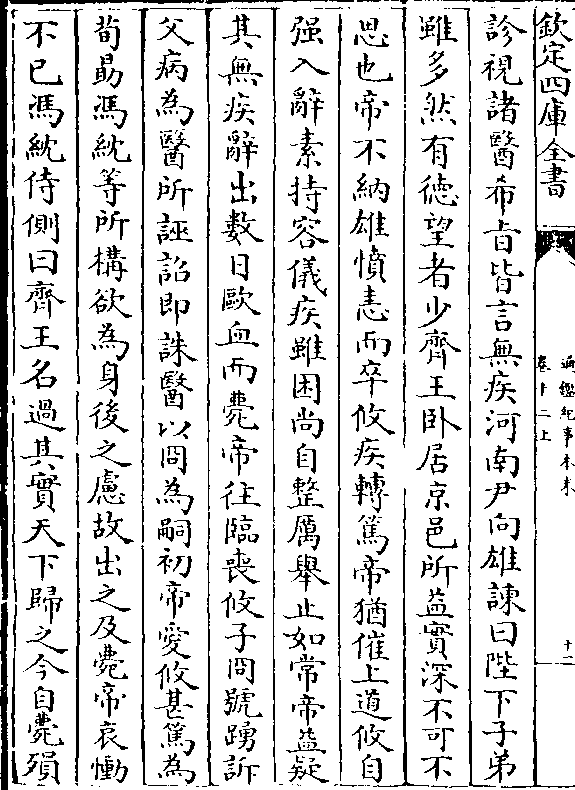 欽定四庫全書
通鑑紀事本末
卷十二上
十二
診視諸醫希旨皆言無疾河南尹向雄諫曰陛下子弟
雖多然有徳望者少齊王卧居京邑所益實深不可不
思也帝不納雄憤恚而卒攸疾轉篤帝猶催上道攸自
强入辭素持容儀疾雖困尚自整厲舉止如常帝益疑
其無疾辭出數日歐血而薨帝往臨喪攸子冏號踴訴
父病為醫所誣詔即誅醫以冏為嗣初帝愛攸甚篤為
荀勗馮紞等所構欲為身後之慮故出之及薨帝哀慟
不已馮紞侍側曰齊王名過其實天下歸之今自薨殞